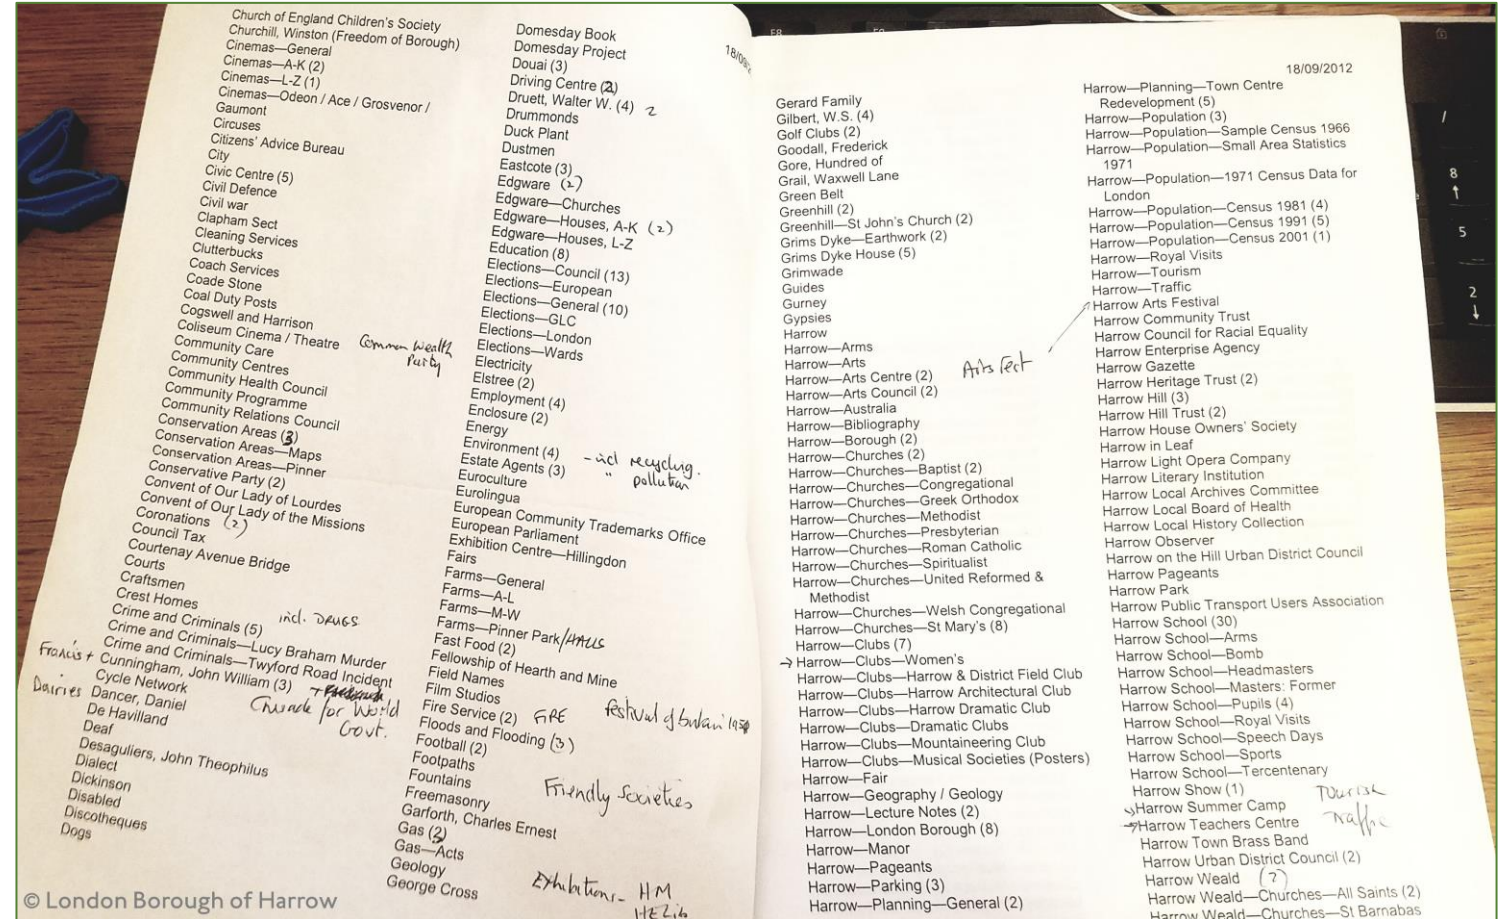 Church of England Children's Society
Churchill, Winston (Freedom of Borough)
Cinemas—General
Cinemas—A-K (2)
Cinemas—L-Z (1)
Cinemas—Odeon / Ace / Grosvenor /
Gaumont
Circuses
Citizens' Advice Bureau
City
Civic Centre (5)
Civil Defence
Civil war
Clapham Sect
Cleaning Services
Clutterbucks
Coach Services
Coade Stone
Coal Duty Posts
Cogswell and Harrison
Coliseum Cinema / Theatre
Common Wealth
Party
Community Care
Community Centres
Community Health Council
Community Programme
Community Relations Council
Conservation Areas (3)
Conservation Areas—Maps
Conservation Areas—Pinner
Conservative Party (2)
Convent of Our Lady of Lourdes
Convent of Our Lady of the Missions
Coronations (2)
Council Tax
Courtenay Avenue Bridge
Courts
Craftsmen
Crest Homes
Crime and Criminals (5) incl. DRUGS
Crime and Criminals—Lucy Braham Murder
Crime and Criminals—Twyford Road Incident
Francis + Cunningham, John William (3)
Crusade for World
Govt.
Cycle Network
Dairies
Dancer, Daniel
De Havilland
Deaf
Desaguliers, John Theophilus
Dialect
Dickinson
Disabled
Discotheques
Dogs
Domesday Book
Domesday Project
Douai (3)
Driving Centre (2)
Druett, Walter W. (4) 2
Drummonds
Duck Plant
Dustmen
Eastcote (3)
Edgware (2)
Edgware—Churches
Edgware—Houses, A-K (2)
Edgware—Houses, L-Z
Education (8)
Elections—Council (13)
Elections—European
Elections—General (10)
Elections—GLC
Elections—London
Elections—Wards
Electricity
Elstree (2)
Employment (4)
Enclosure (2)
Energy
Environment (4) - incl recycling.
" pollution
Estate Agents (3)
Euroculture
Eurolingua
European Community Trademarks Office
European Parliament
Exhibition Centre—Hillingdon
Fairs
Farms—General
Farms—A-L
Farms—M-W
Farms—Pinner Park/HALLS
Fast Food (2)
Fellowship of Hearth and Mine
Field Names
Film Studios
Festival of Britain
Fire Service (2) FIRE
Floods and Flooding (3)
Football (2)
Footpaths
Fountains
Friendly Societies
Freemasonry
Garforth, Charles Ernest
Gas (2)
Gas—Acts
Geology
George Cross
Exhibitions- HM
18/09/2012
Gerard Family
Gilbert, W.S. (4)
Golf Clubs (2)
Goodall, Frederick
Gore, Hundred of
Grail, Waxwell Lane
Green Belt
Greenhill (2)
Greenhill—St John's Church (2)
Grims Dyke—Earthwork (2)
Grims Dyke House (5)
Grimwade
Guides
Gurney
Gypsies
Harrow
Harrow—Arms
Harrow—Arts
Harrow—Arts Centre (2)
Arts Fest
Harrow—Arts Council (2)
Harrow—Australia
Harrow—Bibliography
Harrow—Borough (2)
Harrow—Churches (2)
Harrow—Churches—Baptist (2)
Harrow—Churches—Congregational
Harrow—Churches—Greek Orthodox
Harrow—Churches—Methodist
Harrow—Churches—Presbyterian
Harrow—Churches—Roman Catholic
Harrow—Churches—Spiritualist
Harrow—Churches—United Reformed &
Methodist
Harrow—Churches—Welsh Congregational
Harrow—Churches—St Mary's (8)
Harrow—Clubs (7)
→ Harrow—Clubs—Women's
Harrow—Clubs—Harrow & District Field Club
Harrow—Clubs—Harrow Architectural Club
Harrow—Clubs—Harrow Dramatic Club
Harrow—Clubs—Dramatic Clubs
Harrow—Clubs—Mountaineering Club
Harrow—Clubs—Musical Societies (Posters)
Harrow—Fair
Harrow—Geography / Geology
Harrow—Lecture Notes (2)
Harrow—London Borough (8)
Harrow—Manor
Harrow—Pageants
Harrow—Parking (3)
Harrow—Planning—General (2)
18/09/2012
Harrow—Planning—Town Centre
Redevelopment (5)
Harrow—Population (3)
Harrow—Population—Sample Census 1966
Harrow—Population—Small Area Statistics
1971
Harrow—Population—1971 Census Data for
London
Harrow—Population—Census 1981 (4)
Harrow—Population—Census 1991 (5)
Harrow—Population—Census 2001 (1)
Harrow—Royal Visits
Harrow—Tourism
Harrow—Traffic
Harrow Arts Festival
Harrow Community Trust
Harrow Council for Racial Equality
Harrow Enterprise Agency
Harrow Gazette
Harrow Heritage Trust (2)
Harrow Hill (3)
Harrow Hill Trust (2)
Harrow House Owners' Society
Harrow in Leaf
Harrow Light Opera Company
Harrow Literary Institution
Harrow Local Archives Committee
Harrow Local Board of Health
Harrow Local History Collection
Harrow Observer
Harrow on the Hill Urban District Council
Harrow Pageants
Harrow Park
Harrow Public Transport Users Association
Harrow School (30)
Harrow School—Arms
Harrow School—Bomb
Harrow School—Headmasters
Harrow School—Masters: Former
Harrow School—Pupils (4)
Harrow School—Royal Visits
Harrow School—Speech Days
Harrow School—Sports
Harrow School—Tercentenary
Harrow Show (1)
Harrow Summer Camp
→Harrow Teachers Centre
Traffic
Harrow Town Brass Band
Harrow Urban District Council (2)
Harrow Weald (?)
Harrow Weald—Churches—All Saints (2)
Harrow Weald—Churches—St Barnabas
8
5
2
© London Borough of Harrow